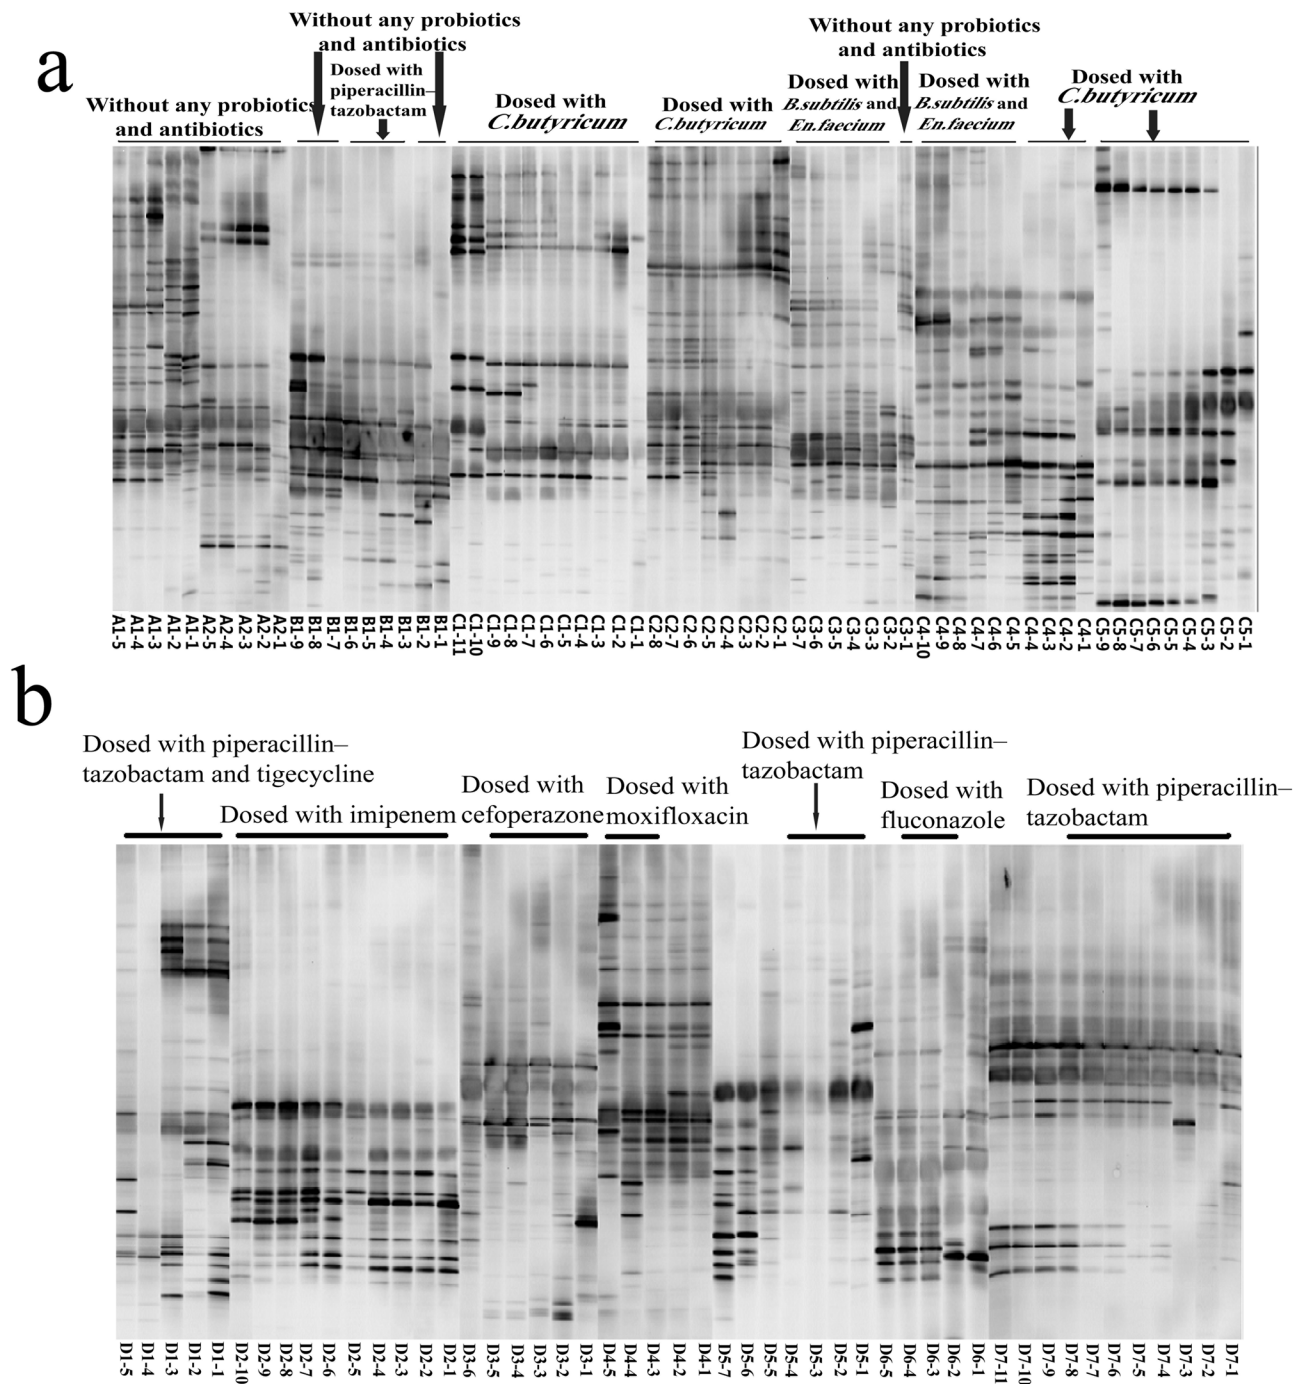 a
Without any probiotics
and antibiotics
Without any probiotics
and antibiotics
Dosed with
piperacillin–
tazobactam
Dosed with
C.butyricum
Dosed with
C.butyricum
Dosed with
B.subtilis and
En.faecium
Without any probiotics
and antibiotics
Dosed with
B.subtilis and
En.faecium
Dosed with
C.butyricum
A1-5
A1-4
A1-3
A1-2
A1-1
A2-5
A2-4
A2-3
A2-2
A2-1
B1-9
B1-8
B1-7
B1-6
B1-5
B1-4
B1-3
B1-2
B1-1
C1-11
C1-10
C1-9
C1-8
C1-7
C1-6
C1-5
C1-4
C1-3
C1-2
C1-1
C2-8
C2-7
C2-6
C2-5
C2-4
C2-3
C2-2
C2-1
C3-7
C3-6
C3-5
C3-4
C3-3
C3-2
C3-1
C4-10
C4-9
C4-8
C4-7
C4-6
C4-5
C4-4
C4-3
C4-2
C4-1
C5-9
C5-8
C5-7
C5-6
C5-5
C5-4
C5-3
C5-2
C5-1
b
Dosed with piperacillin–
tazobactam and tigecycline
Dosed with imipenem
Dosed with
cefoperazone
Dosed with
moxifloxacin
Dosed with piperacillin–
tazobactam
Dosed with
fluconazole
Dosed with piperacillin–
tazobactam
D1-5
D1-4
D1-3
D1-2
D1-1
D2-10
D2-9
D2-8
D2-7
D2-6
D2-5
D2-4
D2-3
D2-2
D2-1
D3-6
D3-5
D3-4
D3-3
D3-2
D3-1
D4-5
D4-4
D4-3
D4-2
D4-1
D5-7
D5-6
D5-5
D5-4
D5-3
D5-2
D5-1
D6-5
D6-4
D6-3
D6-2
D6-1
D7-11
D7-10
D7-9
D7-8
D7-7
D7-6
D7-5
D7-4
D7-3
D7-2
D7-1